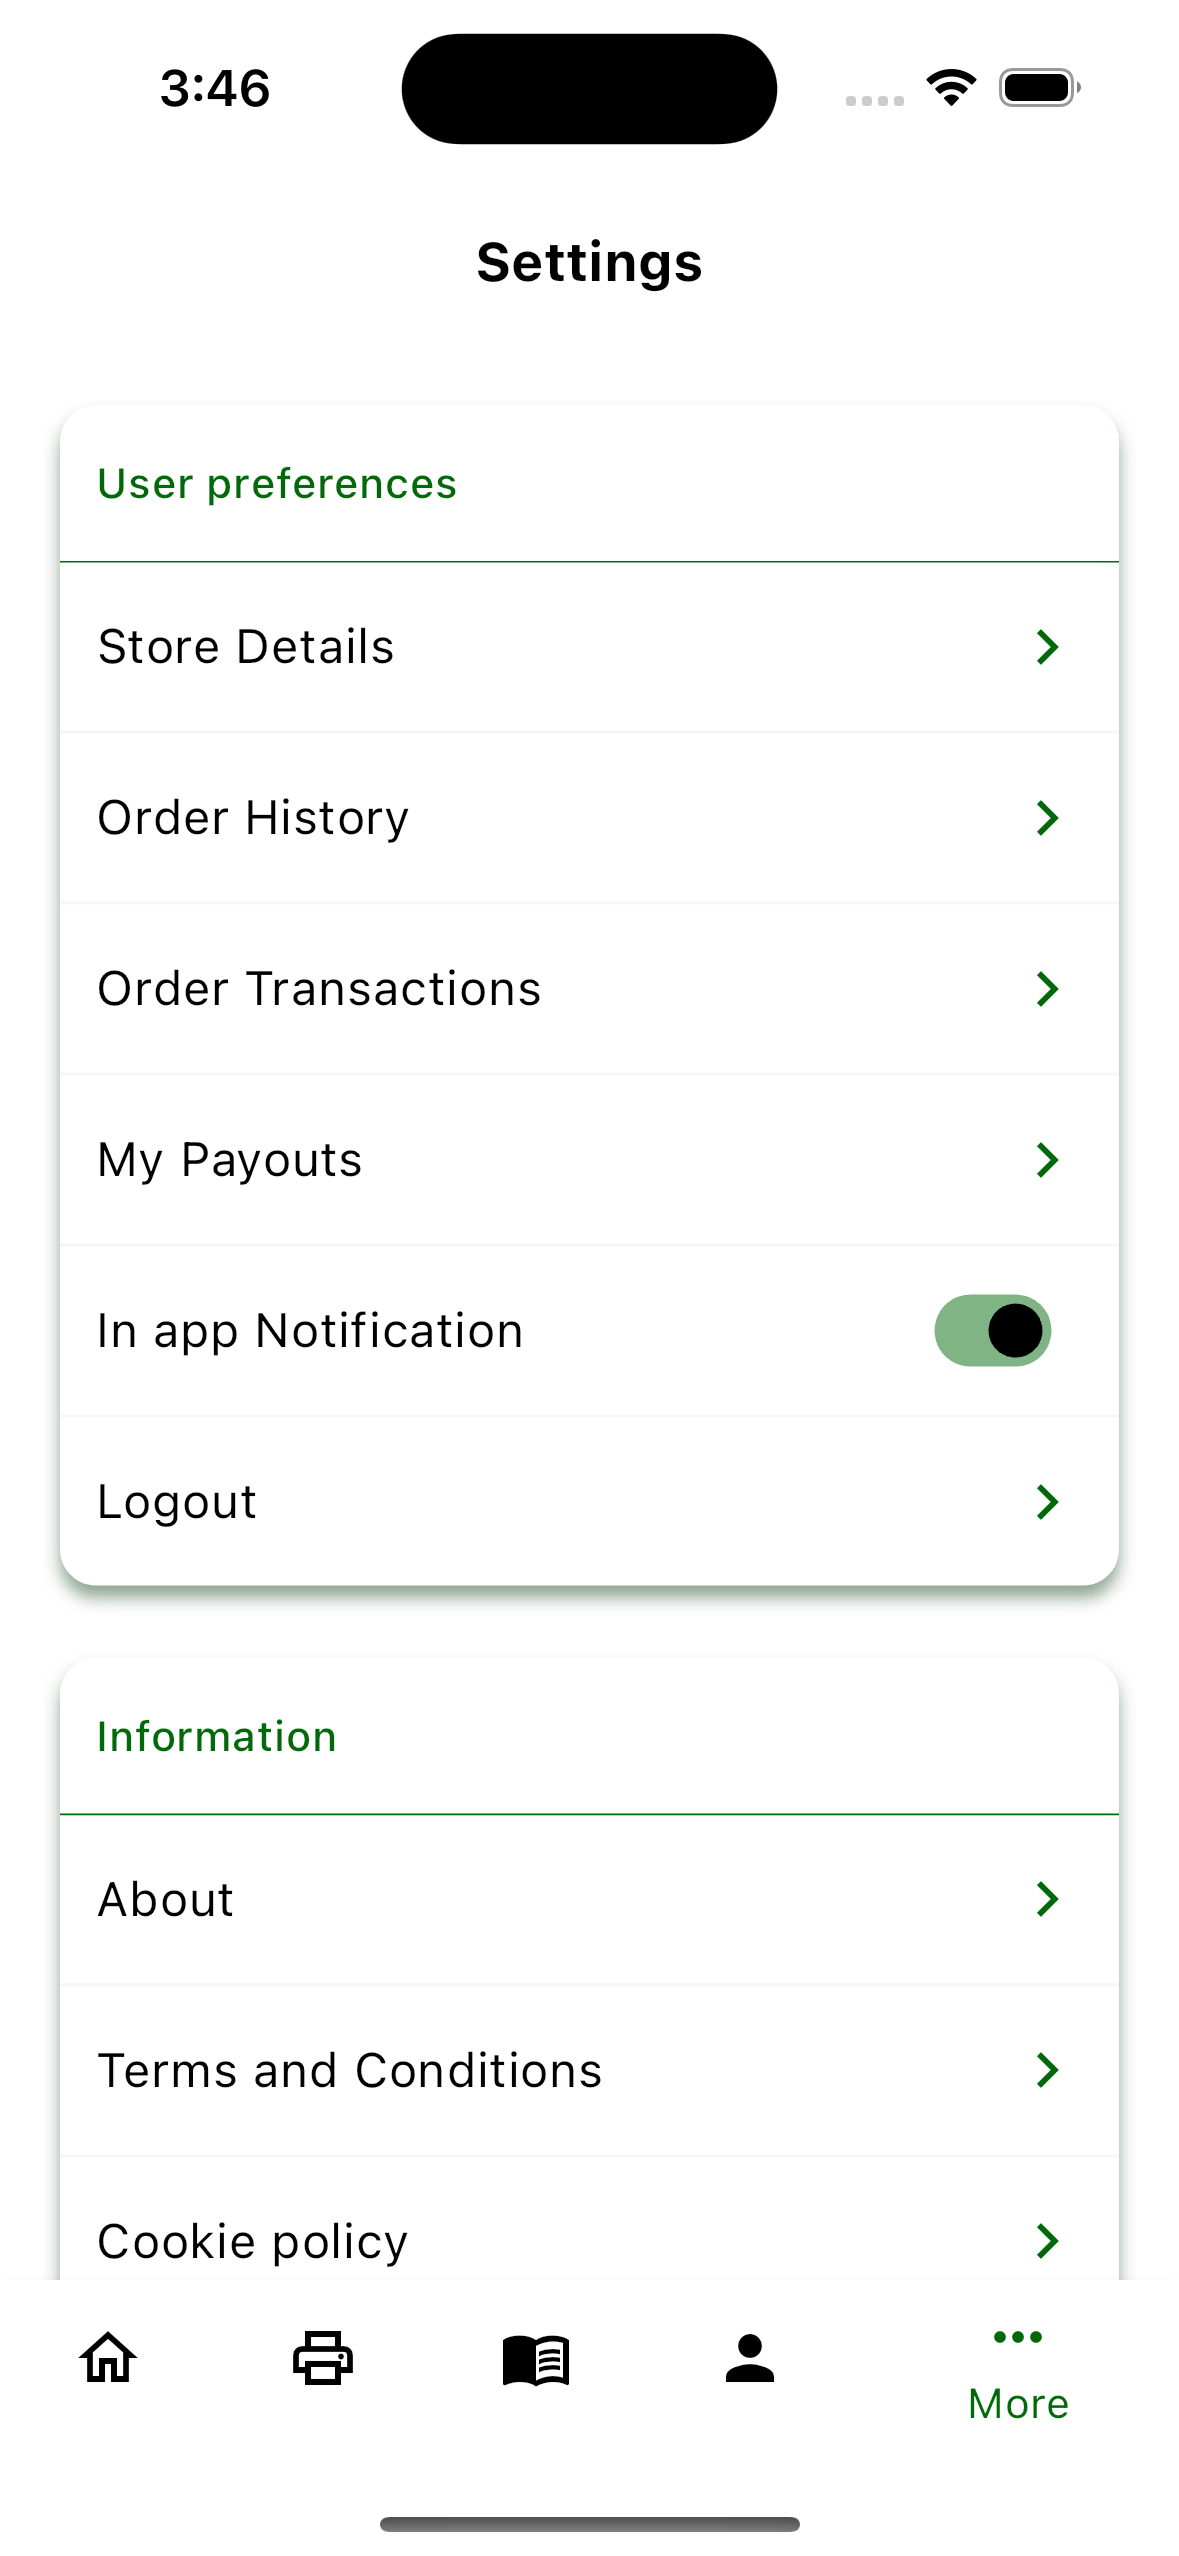 3:46
Settings
User preferences
Store Details
Order History
Order Transactions
My Payouts
In app Notification
Logout
Information
About
Terms and Conditions
Cookie policy
More